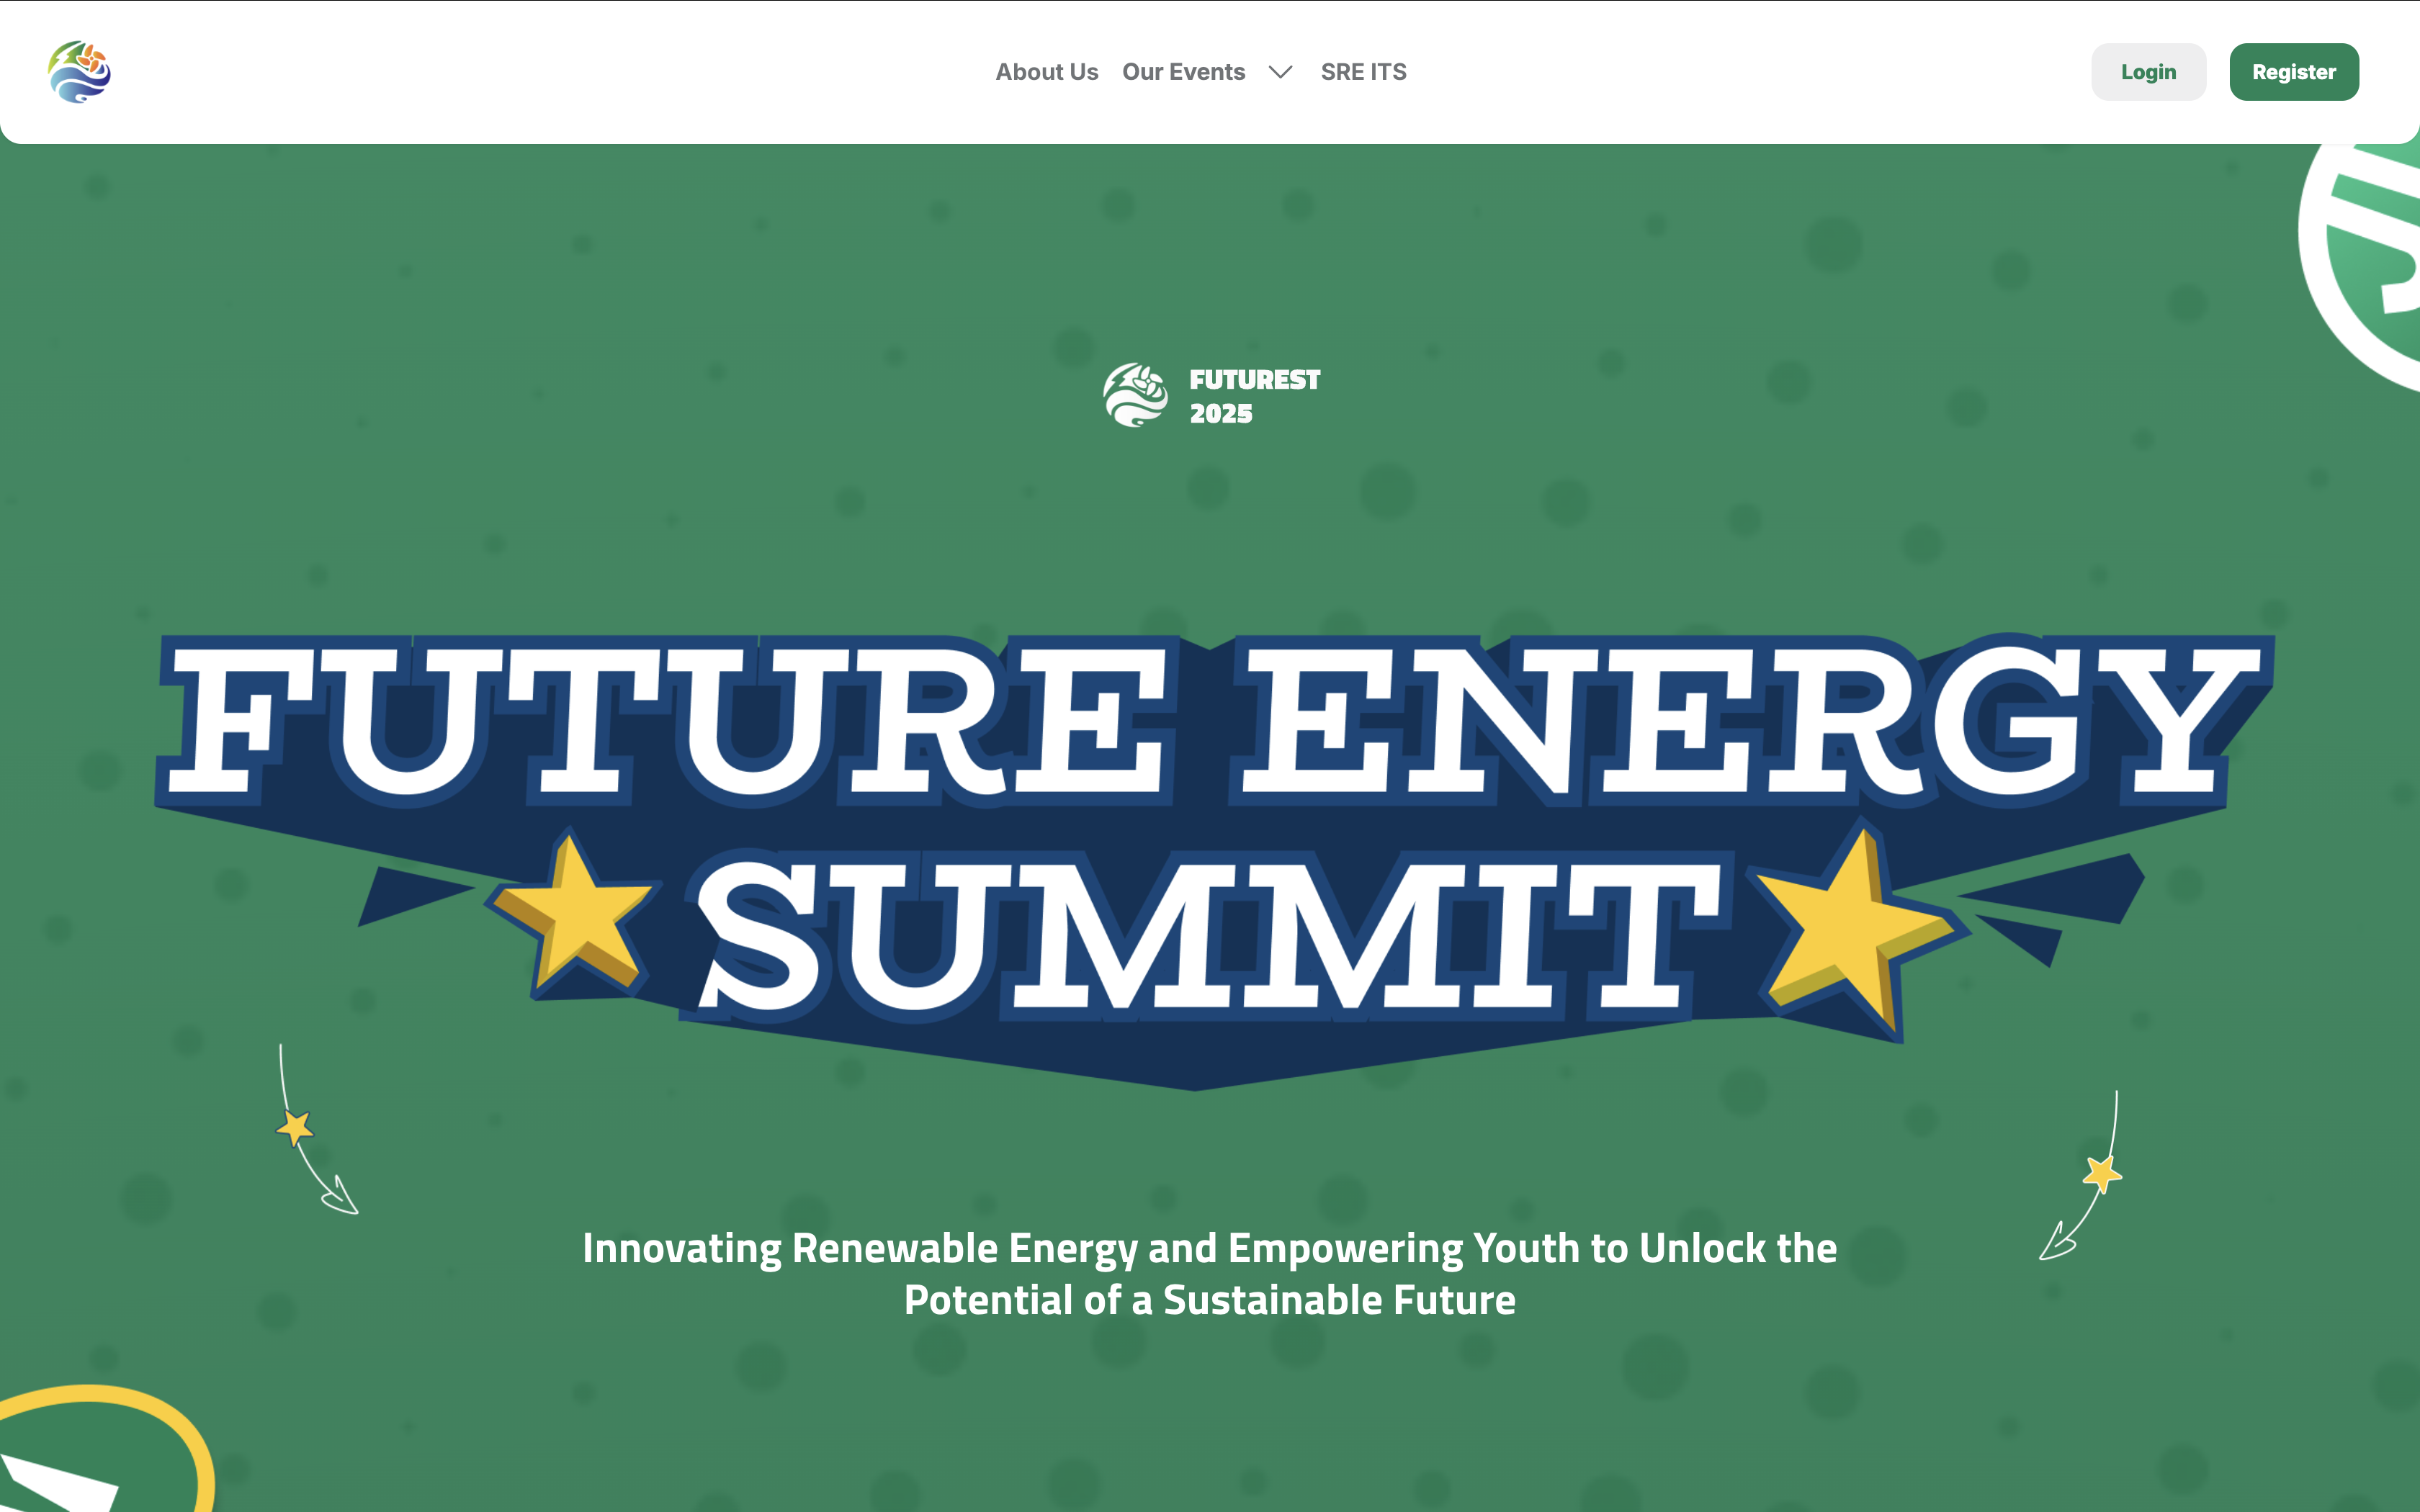 About Us Our Events SRE ITS Login Register
FUTUREST
2025
FUTURE ENERGY
SUMMIT
Innovating Renewable Energy and Empowering Youth to Unlock the
Potential of a Sustainable Future